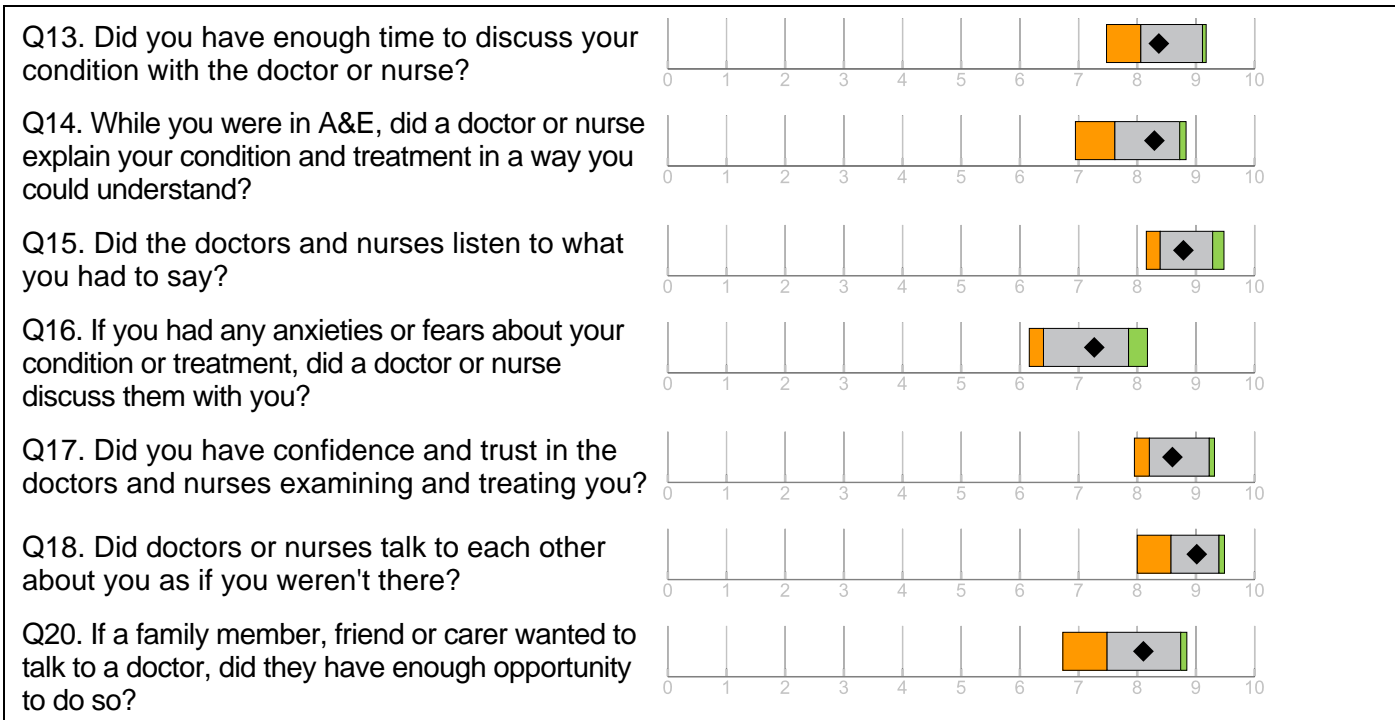 Q13. Did you have enough time to discuss your
condition with the doctor or nurse?
0 1 2 3 4 5 6 7 8 9 10
Q14. While you were in A&E, did a doctor or nurse
explain your condition and treatment in a way you
could understand?
0 1 2 3 4 5 6 7 8 9 10
Q15. Did the doctors and nurses listen to what
you had to say?
0 1 2 3 4 5 6 7 8 9 10
Q16. If you had any anxieties or fears about your
condition or treatment, did a doctor or nurse
discuss them with you?
0 1 2 3 4 5 6 7 8 9 10
Q17. Did you have confidence and trust in the
doctors and nurses examining and treating you?
0 1 2 3 4 5 6 7 8 9 10
Q18. Did doctors or nurses talk to each other
about you as if you weren't there?
0 1 2 3 4 5 6 7 8 9 10
Q20. If a family member, friend or carer wanted to
talk to a doctor, did they have enough opportunity
to do so?
0 1 2 3 4 5 6 7 8 9 10